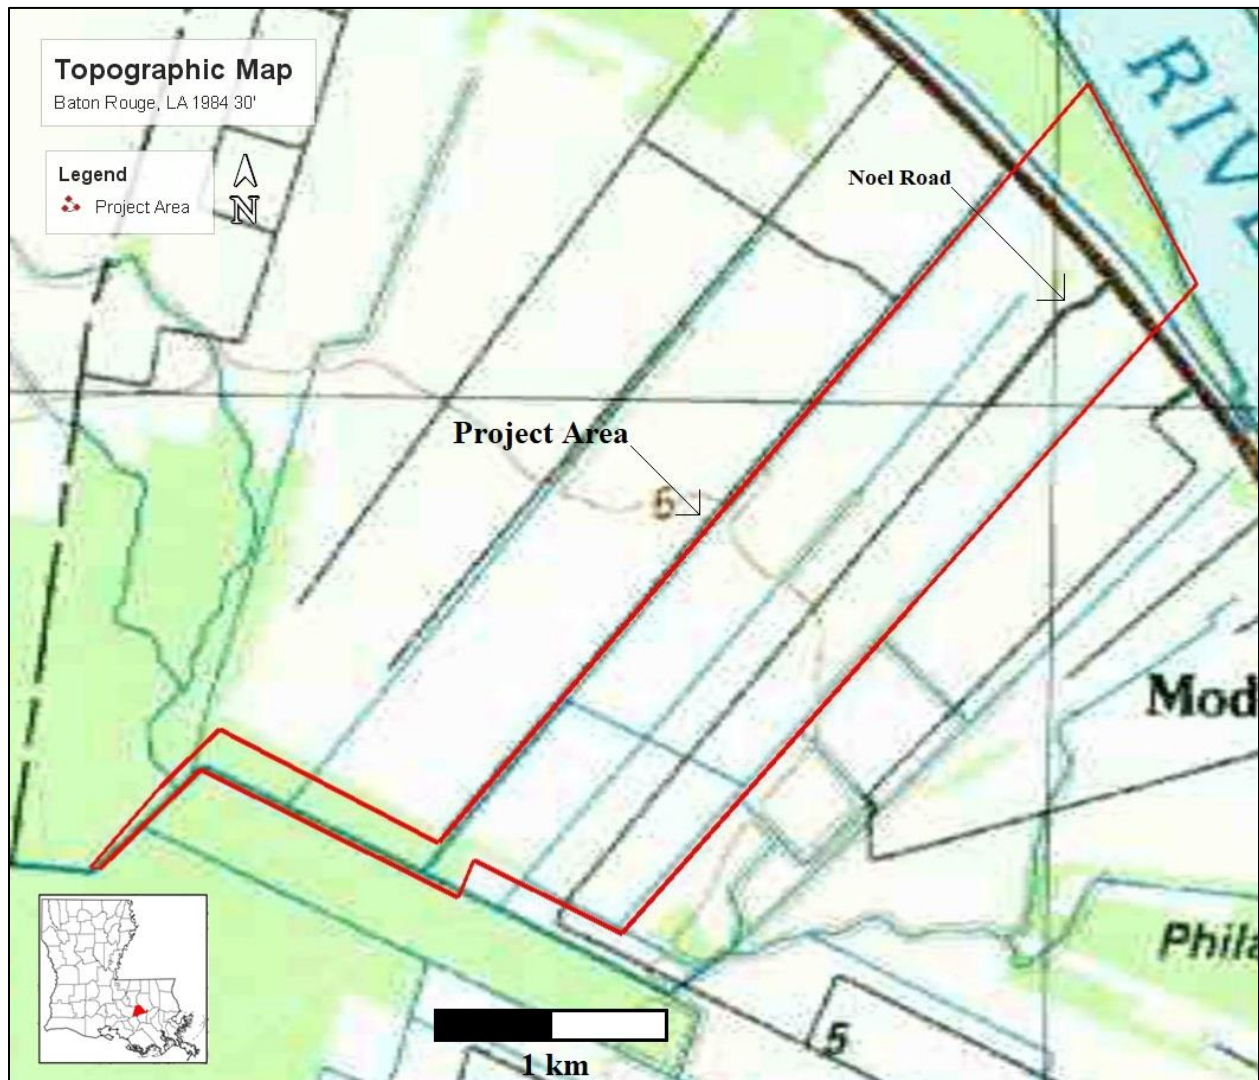 Topographic Map
Baton Rouge, LA 1984 30'
Legend
Project Area
N
RIVE
Noel Road
Project Area
5
Mod
Phila
5
1 km